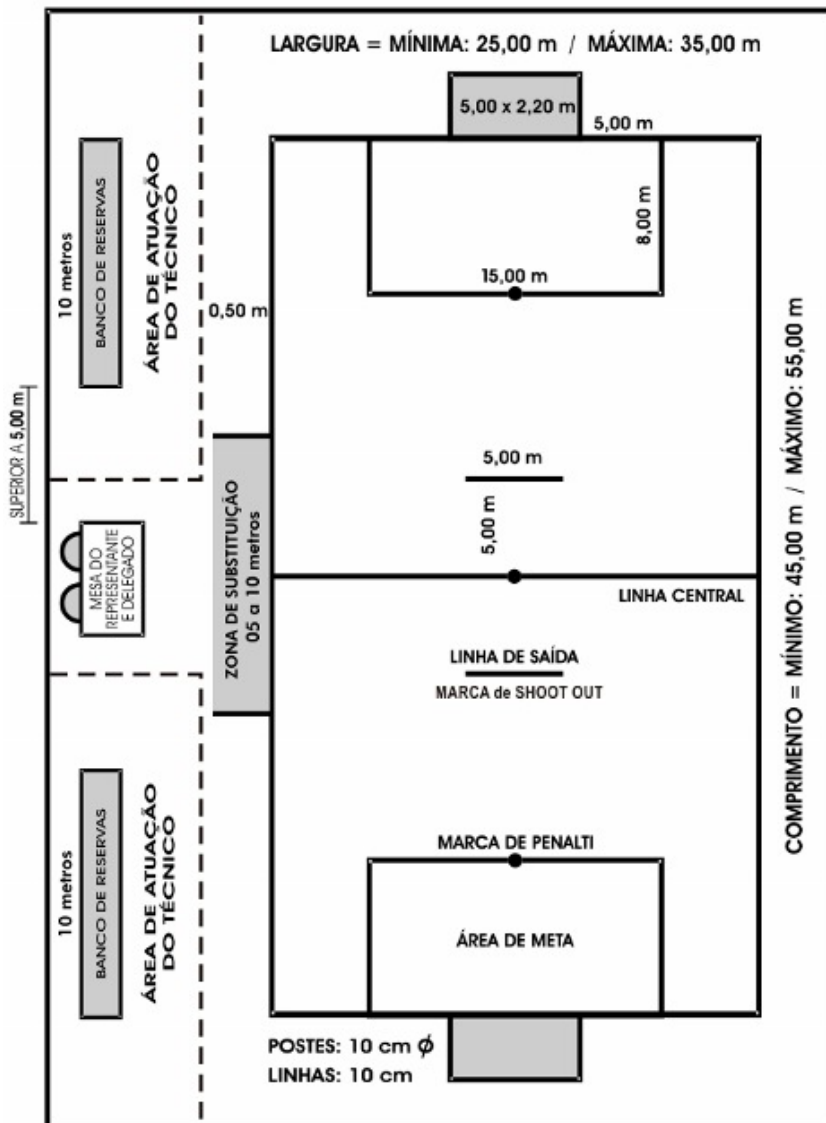 LARGURA = MÍNIMA: 25,00 m / MÁXIMA: 35,00 m
5,00 x 2,20 m
5,00 m
10 metros
BANCO DE RESERVAS
ÁREA DE ATUAÇÃO
DO TÉCNICO
8,00 m
15,00 m
0,50 m
SUPERIOR A 5,00 m
5,00 m
5,00 m
MESA DO
REPRESENTANTE
E DELEGADO
ZONA DE SUBSTITUIÇÃO
05 a 10 metros
LINHA CENTRAL
COMPRIMENTO = MÍNIMO: 45,00 m / MÁXIMO: 55,00 m
LINHA DE SAÍDA
MARCA de SHOOT OUT
10 metros
BANCO DE RESERVAS
ÁREA DE ATUAÇÃO
DO TÉCNICO
MARCA DE PENALTI
ÁREA DE META
POSTES: 10 cm ϕ
LINHAS: 10 cm